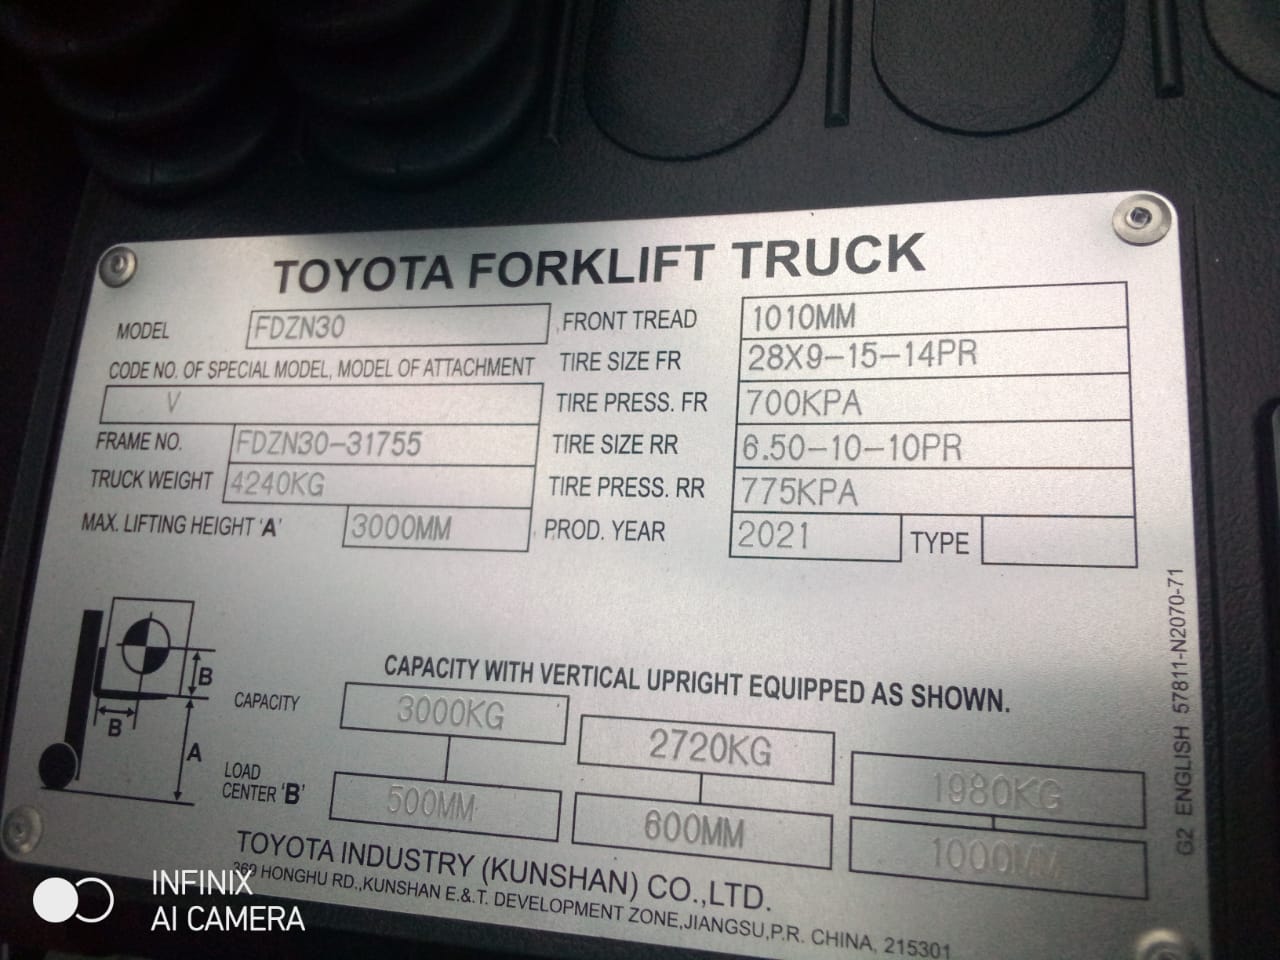 TOYOTA FORKLIFT TRUCK
MODEL FDZN30
CODE NO. OF SPECIAL MODEL, MODEL OF ATTACHMENT
V
FRAME NO. FDZN30-31755
TRUCK WEIGHT 4240KG
MAX. LIFTING HEIGHT 'A' 3000MM
FRONT TREAD 1010MM
TIRE SIZE FR 28X9-15-14PR
TIRE PRESS. FR 700KPA
TIRE SIZE RR 6.50-10-10PR
TIRE PRESS. RR 775KPA
PROD. YEAR 2021 TYPE
B
B
A
CAPACITY WITH VERTICAL UPRIGHT EQUIPPED AS SHOWN.
CAPACITY 3000KG 2720KG 1980KG
LOAD
CENTER 'B' 500MM 600MM 1000MM
TOYOTA INDUSTRY (KUNSHAN) CO.,LTD.
369 HONGHU RD.,KUNSHAN E.&.T. DEVELOPMENT ZONE,JIANGSU,P.R. CHINA, 215301
G2 ENGLISH 57811-N2070-71
INFINIX
AI CAMERA